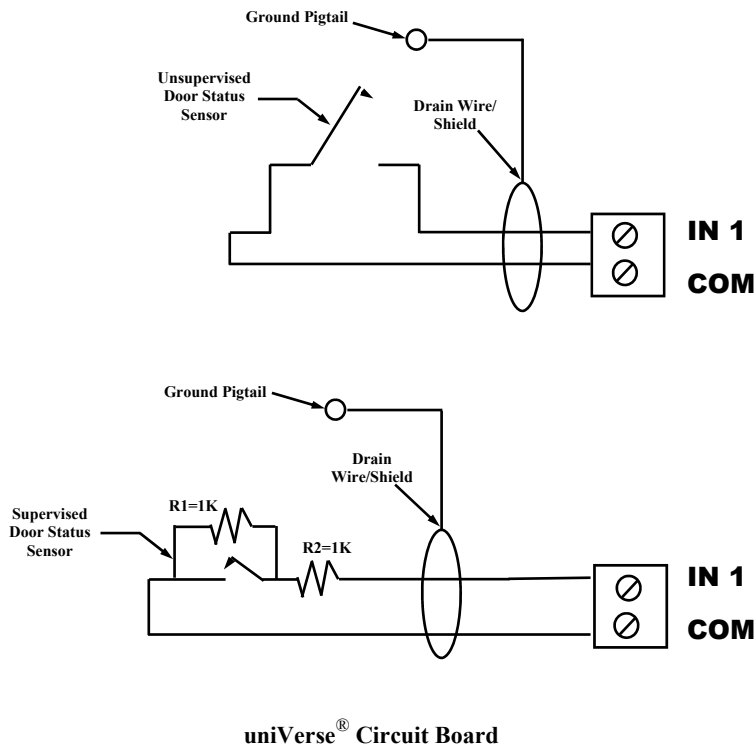 Ground Pigtail
Unsupervised
Door Status
Sensor
Drain Wire/
Shield
IN 1
COM
Ground Pigtail
Drain
Wire/Shield
Supervised
Door Status
Sensor
R1=1K
R2=1K
IN 1
COM
uniVerse® Circuit Board